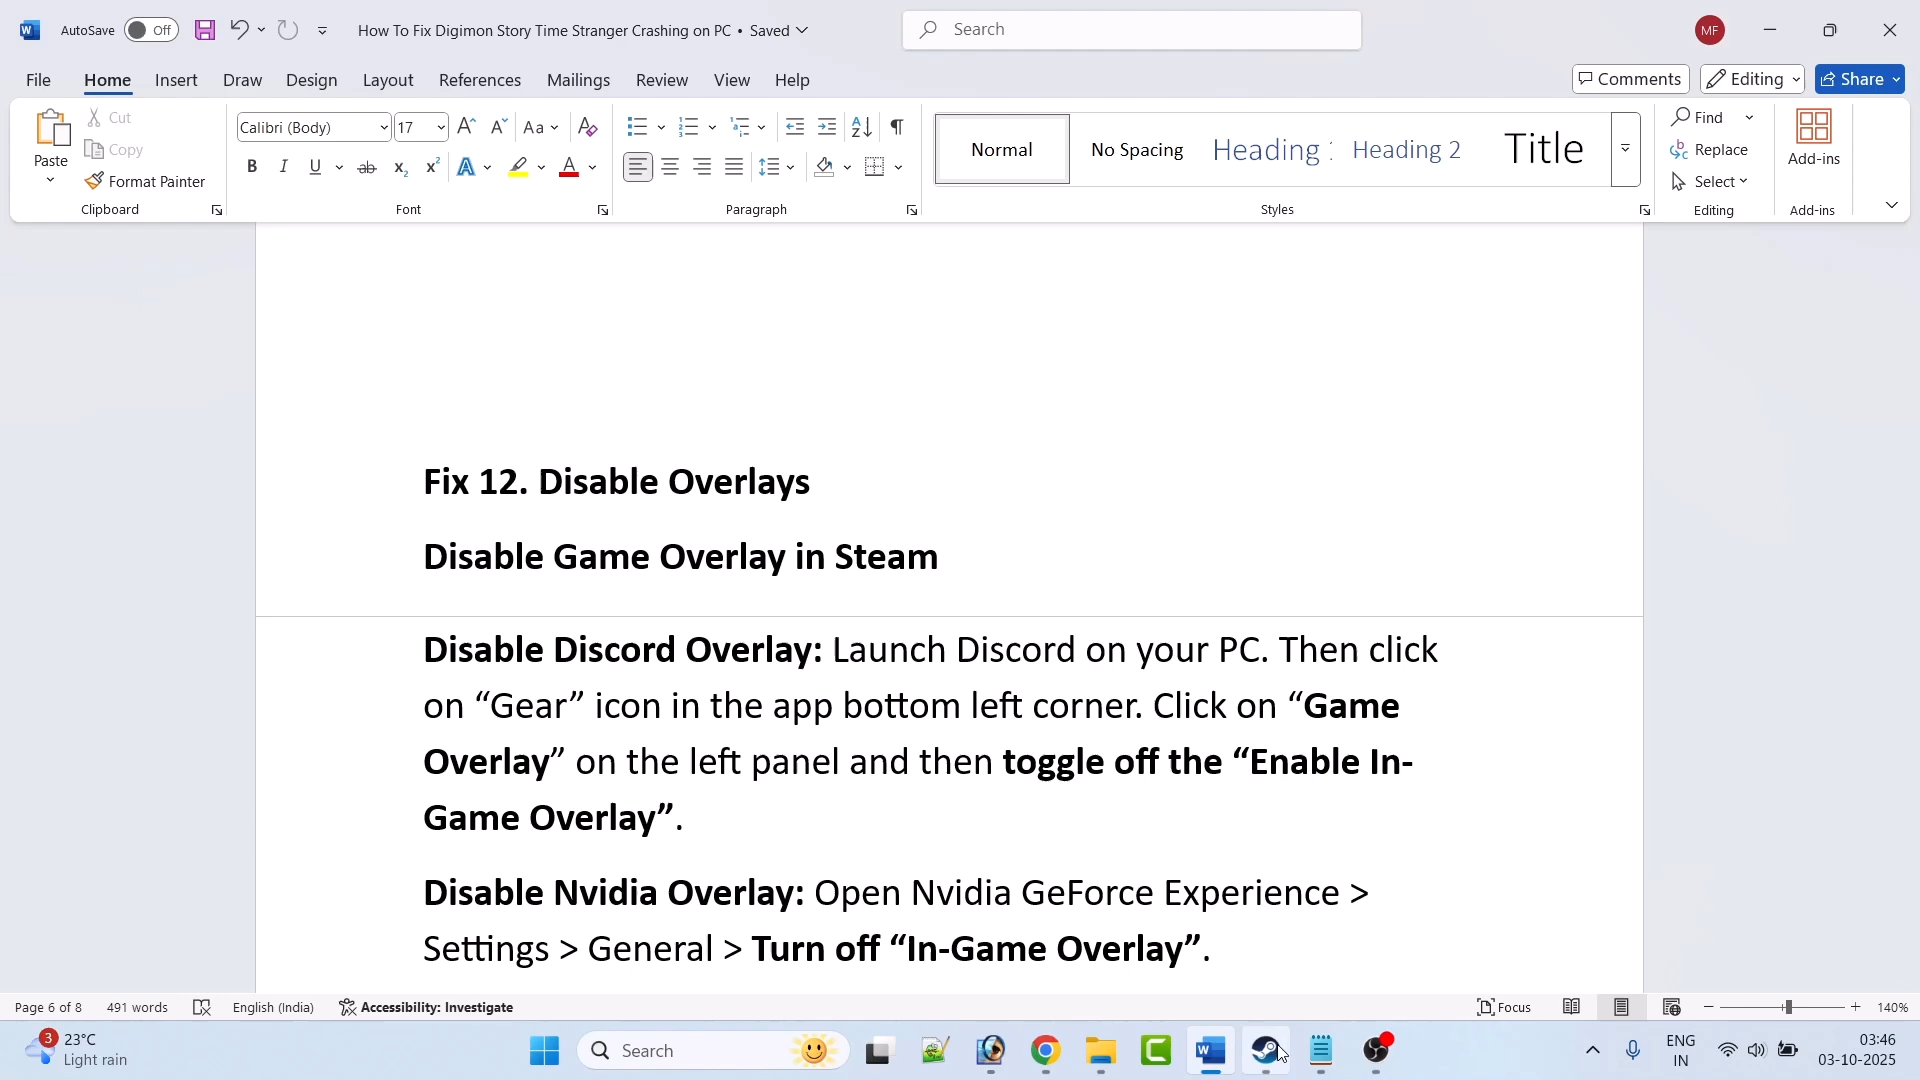 AutoSave Off How To Fix Digimon Story Time Stranger Crashing on PC • Saved Search MF
File Home Insert Draw Design Layout References Mailings Review View Help Comments Editing Share
Paste Cut Copy Format Painter
Calibri (Body) 17
Normal No Spacing Heading 1 Heading 2 Title
Find Replace Select Add-ins
Clipboard Font Paragraph Styles Editing Add-ins
Fix 12. Disable Overlays
Disable Game Overlay in Steam
Disable Discord Overlay: Launch Discord on your PC. Then click
on “Gear” icon in the app bottom left corner. Click on “Game
Overlay” on the left panel and then toggle off the “Enable In-
Game Overlay”.
Disable Nvidia Overlay: Open Nvidia GeForce Experience >
Settings > General > Turn off “In-Game Overlay”.
Page 6 of 8 491 words English (India) Accessibility: Investigate Focus 140%
3 23°C
Light rain
Search
ENG
IN
03:46
03-10-2025